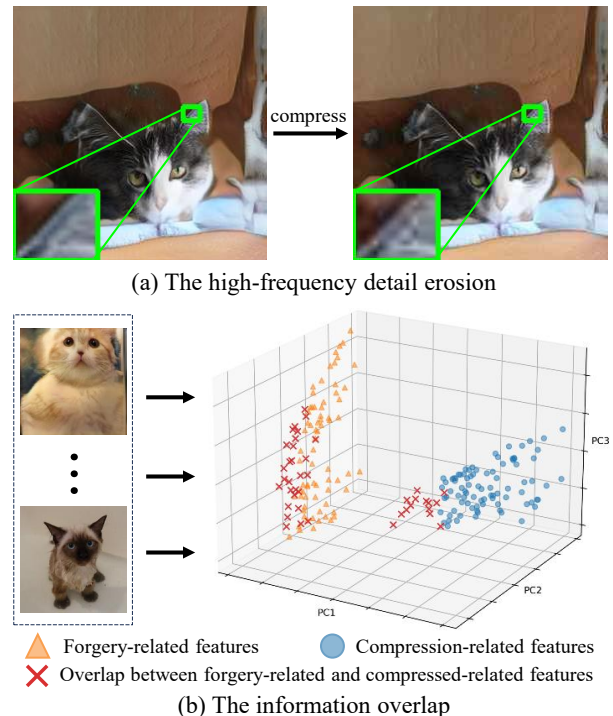 compress
(a) The high-frequency detail erosion
PC3
PC2
PC1
Forgery-related features
Compression-related features
Overlap between forgery-related and compressed-related features
(b) The information overlap